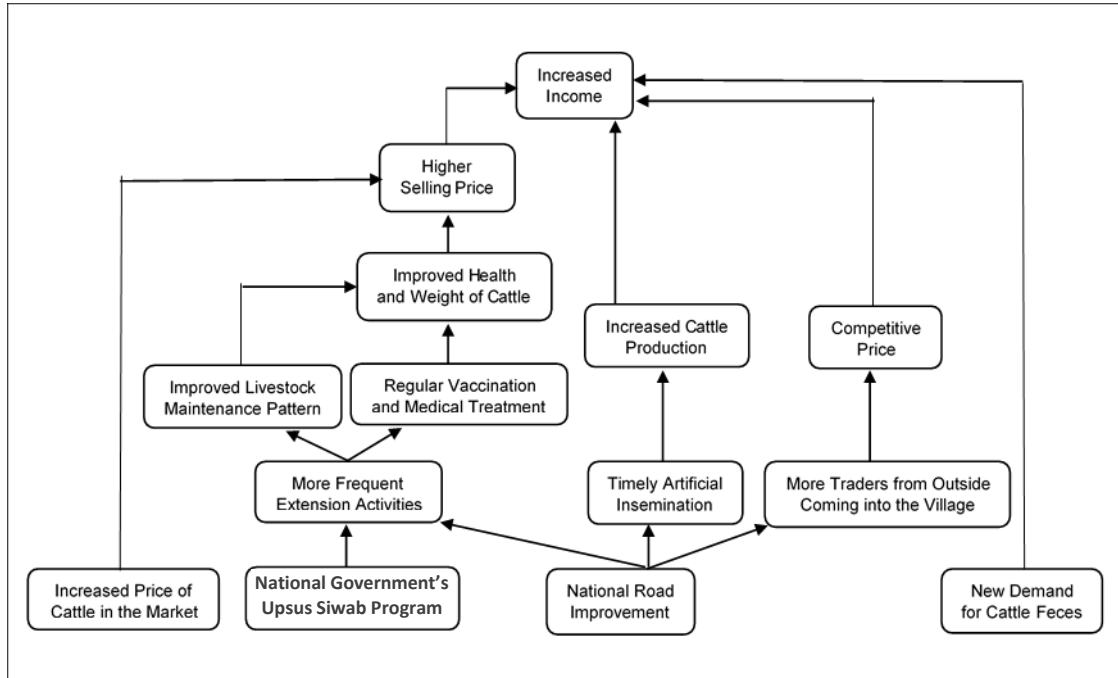 Increased
Income
Higher
Selling Price
Improved Health
and Weight of Cattle
Increased Cattle
Production
Competitive
Price
Improved Livestock
Maintenance Pattern
Regular Vaccination
and Medical Treatment
More Frequent
Extension Activities
Timely Artificial
Insemination
More Traders from Outside
Coming into the Village
Increased Price of
Cattle in the Market
National Government’s
Upsus Siwab Program
National Road
Improvement
New Demand
for Cattle Feces